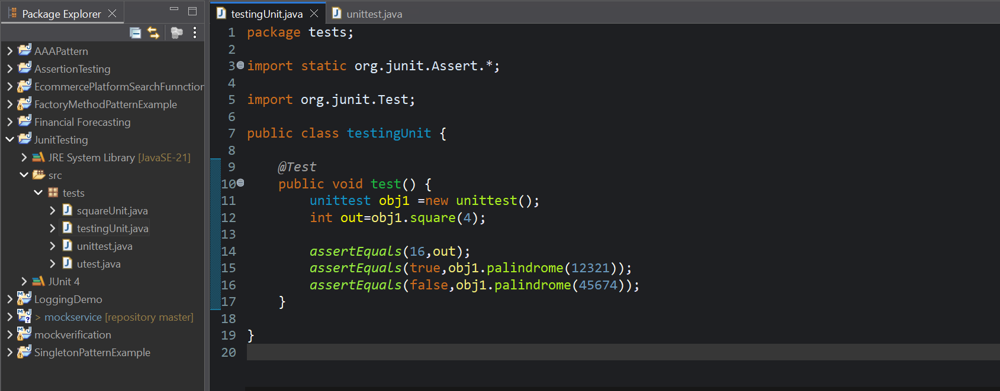 Package Explorer
AAAPattern
AssertionTesting
EcommercePlatformSearchFunnction
FactoryMethodPatternExample
Financial Forecasting
JunitTesting
JRE System Library [JavaSE-21]
src
tests
squareUnit.java
testingUnit.java
unittest.java
utest.java
JUnit 4
LoggingDemo
> mockservice [repository master]
mockverification
SingletonPatternExample
testingUnit.java
unittest.java
1 package tests;
2
3 import static org.junit.Assert.*;
4
5 import org.junit.Test;
6
7 public class testingUnit {
8
9 @Test
10 public void test() {
11 unittest obj1 =new unittest();
12 int out=obj1.square(4);
13
14 assertEquals(16,out);
15 assertEquals(true,obj1.palindrome(12321));
16 assertEquals(false,obj1.palindrome(45674));
17 }
18
19 }
20